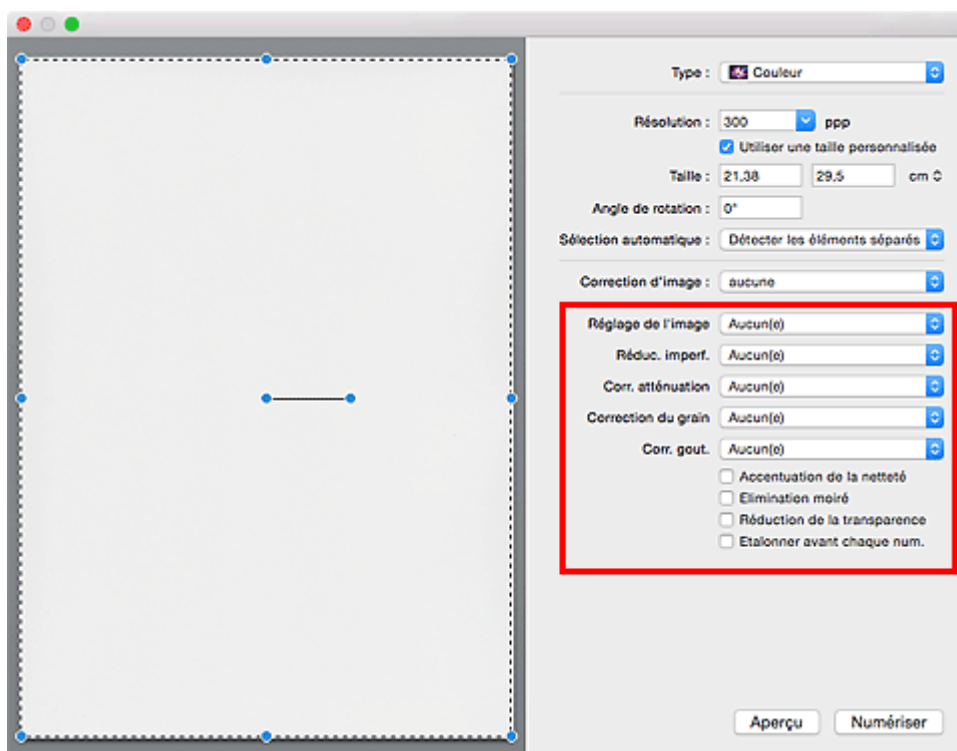 Type : Couleur
Résolution : 300 ppp
Utiliser une taille personnalisée
Taille : 21,38 29,5 cm
Angle de rotation : 0°
Sélection automatique : Détecter les éléments séparés
Correction d'image : aucune
Réglage de l'image Aucun(e)
Réduc. imperf. Aucun(e)
Corr. atténuation Aucun(e)
Correction du grain Aucun(e)
Corr. gout. Aucun(e)
Accentuation de la netteté
Elimination moiré
Réduction de la transparence
Etalonner avant chaque num.
Aperçu Numériser